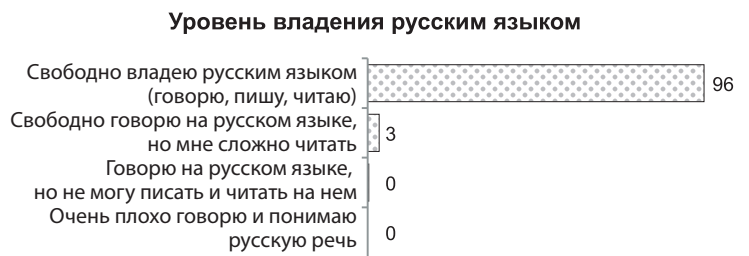 Уровень владения русским языком
Свободно владею русским языком
(говорю, пишу, читаю)
96
Свободно говорю на русском языке,
но мне сложно читать
3
Говорю на русском языке,
но не могу писать и читать на нем
0
Очень плохо говорю и понимаю
русскую речь
0